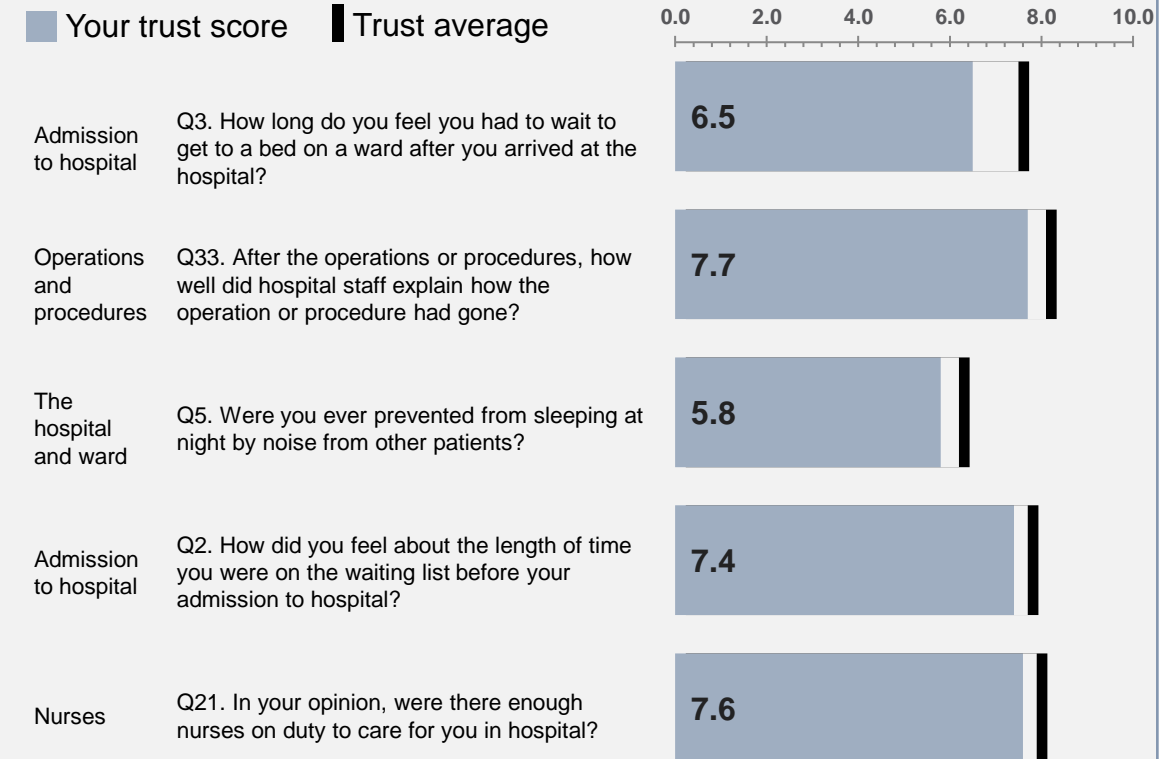 Your trust score Trust average
0.0 2.0 4.0 6.0 8.0 10.0
Admission
to hospital
Q3. How long do you feel you had to wait to
get to a bed on a ward after you arrived at the
hospital?
6.5
Operations
and
procedures
Q33. After the operations or procedures, how
well did hospital staff explain how the
operation or procedure had gone?
7.7
The
hospital
and ward
Q5. Were you ever prevented from sleeping at
night by noise from other patients?
5.8
Admission
to hospital
Q2. How did you feel about the length of time
you were on the waiting list before your
admission to hospital?
7.4
Nurses
Q21. In your opinion, were there enough
nurses on duty to care for you in hospital?
7.6